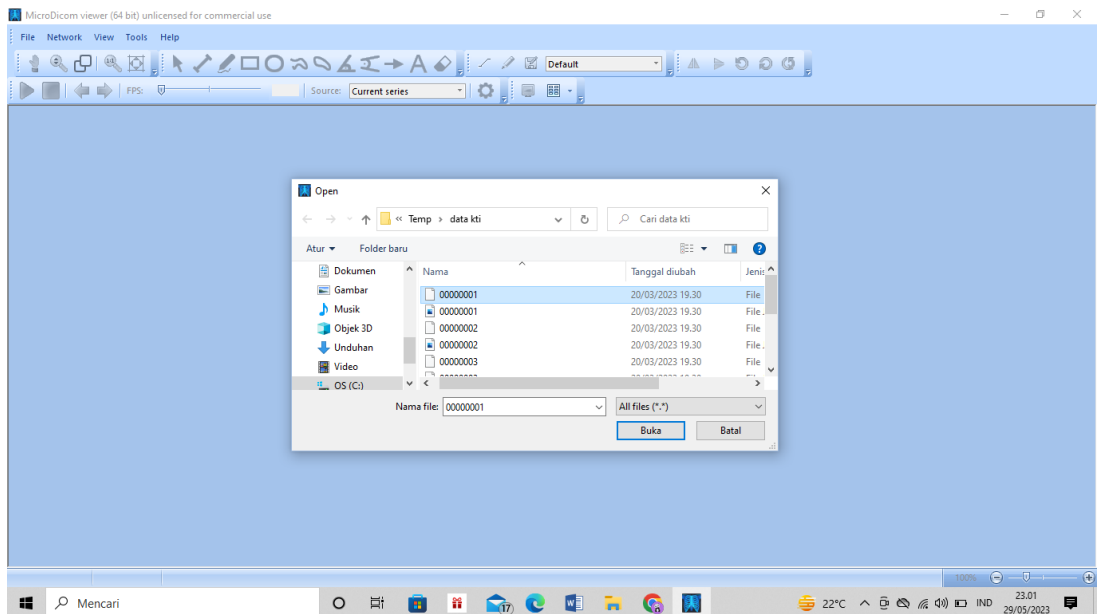 MicroDicom viewer (64 bit) unlicensed for commercial use
File Network View Tools Help
1:1 A Default A
FPS: Source: Current series
Open
« Temp › data kti Cari data kti
Atur Folder baru ?
Dokumen
Gambar
Musik
Objek 3D
Unduhan
Video
OS (C:)
Nama Tanggal diubah Jenis
00000001 20/03/2023 19.30 File
00000001 20/03/2023 19.30 File
00000002 20/03/2023 19.30 File
00000002 20/03/2023 19.30 File
00000003 20/03/2023 19.30 File
Nama file: 00000001 All files (*.*)
Buka Batal
100%
Mencari 17 22°C IND 23.01
29/05/2023